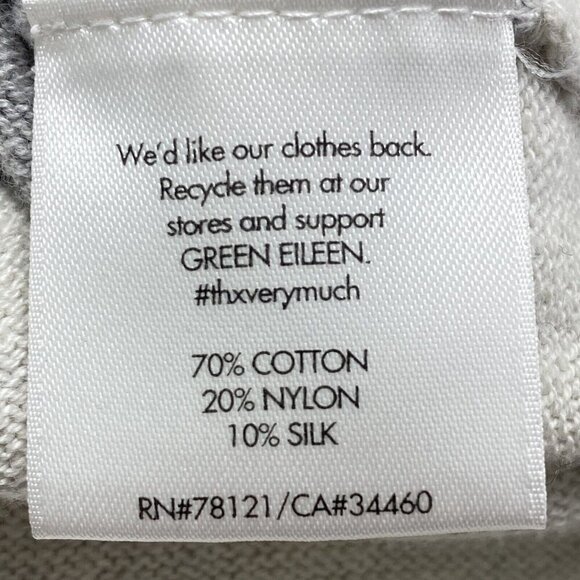 We'd like our clothes back.
Recycle them at our
stores and support
GREEN EILEEN.
#thxverymuch
70% COTTON
20% NYLON
10% SILK
RN#78121/CA#34460